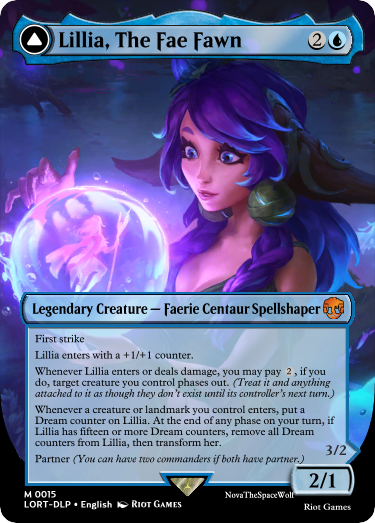 Lillia, The Fae Fawn 2
Legendary Creature — Faerie Centaur Spellshaper
First strike
Lillia enters with a +1/+1 counter.
Whenever Lillia enters or deals damage, you may pay 2, if you
do, target creature you control phases out. (Treat it and anything
attached to it as though they don't exist until its controller's next turn.)
Whenever a creature or landmark you control enters, put a
Dream counter on Lillia. At the end of any phase on your turn, if
Lillia has fifteen or more Dream counters, remove all Dream
counters from Lillia, then transform her.
Partner (You can have two commanders if both have partner.)
3/2
2/1
M 0015
LORT-DLP • English Riot Games
NovaTheSpaceWolf
Riot Games